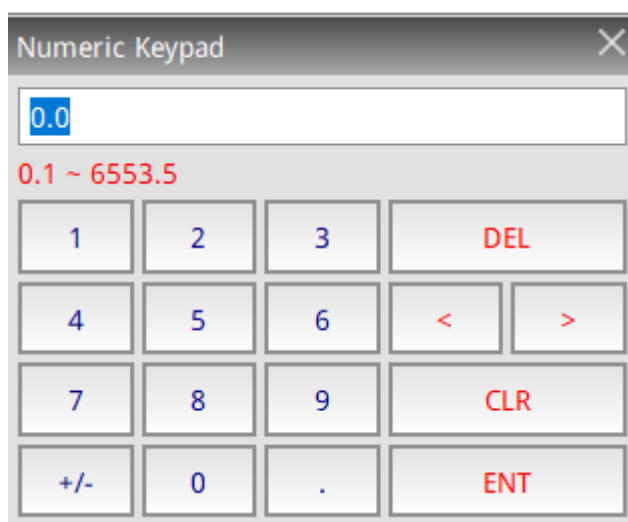 Numeric Keypad
0.0
0.1 ~ 6553.5
1 2 3 DEL
4 5 6 < >
7 8 9 CLR
+/- 0 . ENT